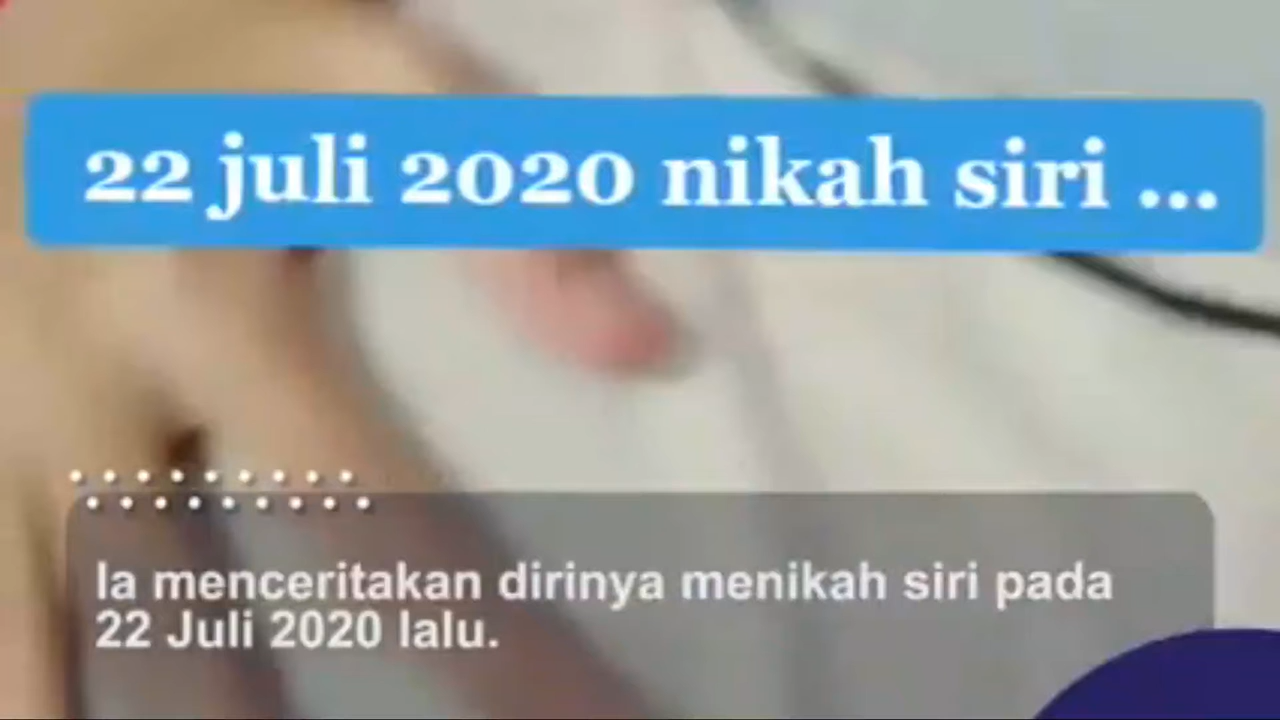 22 juli 2020 nikah siri ...
Ia menceritakan dirinya menikah siri pada
22 Juli 2020 lalu.